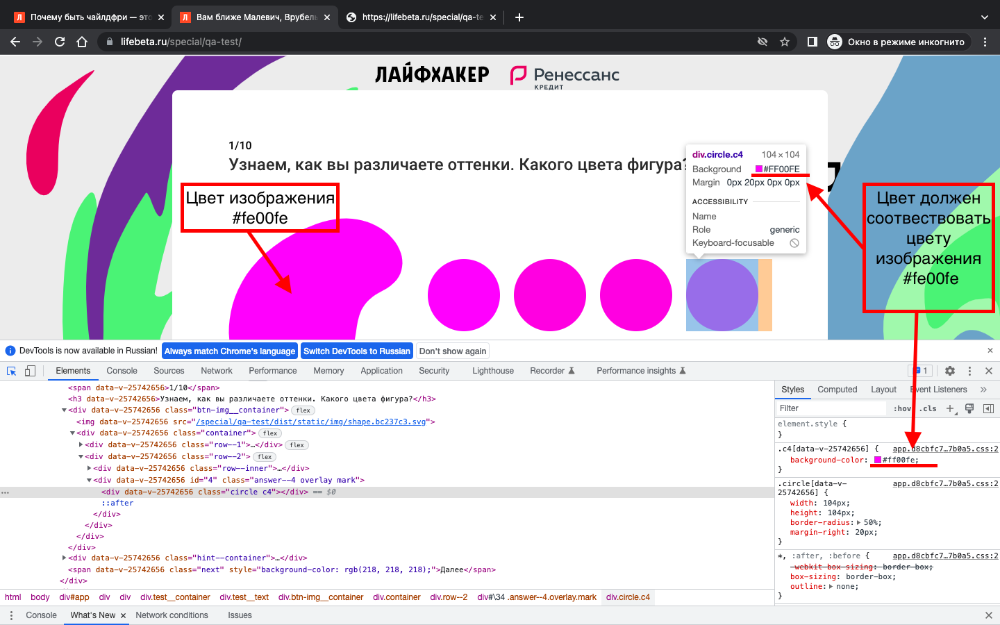 Почему быть чайлдфри — это
Вам ближе Малевич, Врубель
https://lifebeta.ru/special/qa-te
lifebeta.ru/special/qa-test/
Окно в режиме инкогнито
ЛАЙФХАКЕР
Ренессанс
КРЕДИТ
1/10
Узнаем, как вы различаете оттенки. Какого цвета фигура?
div.circle.c4 104 × 104
Background #FF00FE
Margin 0px 20px 0px 0px
ACCESSIBILITY
Name
Role generic
Keyboard-focusable
Цвет изображения
#fe00fe
Цвет должен
соотвествовать
цвету
изображения
#fe00fe
DevTools is now available in Russian! Always match Chrome's language Switch DevTools to Russian Don't show again
Elements Console Sources Network Performance Memory Application Security Lighthouse Recorder Performance insights 1
<span data-v-25742656>1/10</span>
<h3 data-v-25742656>Узнаем, как вы различаете оттенки. Какого цвета фигура?</h3>
<div data-v-25742656 class="btn-img__container"> flex
<img data-v-25742656 src="/special/qa-test/dist/static/img/shape.bc237c3.svg">
<div data-v-25742656 class="container"> flex
<div data-v-25742656 class="row--1">…</div> flex
<div data-v-25742656 class="row--2"> flex
<div data-v-25742656 class="row--inner">…</div>
<div data-v-25742656 id="4" class="answer--4 overlay mark">
<div data-v-25742656 class="circle c4"></div> == $0
::after
</div>
</div>
</div>
</div>
<div data-v-25742656 class="hint--container">…</div>
<span data-v-25742656 class="next" style="background-color: rgb(218, 218, 218);">Далее</span>
</div>
html body div#app div div div.test__container div.test__text div.btn-img__container div.container div.row--2 div#\34 .answer--4.overlay.mark div.circle.c4
Styles Computed Layout Event Listeners »
Filter :hov .cls
element.style {
}
.c4[data-v-25742656] { app.d8cbfc7…7b0a5.css:2
background-color: #ff00fe;
}
.circle[data-v- app.d8cbfc7…7b0a5.css:2
25742656] {
width: 104px;
height: 104px;
border-radius: 50%;
margin-right: 20px;
}
*, :after, :before { app.d8cbfc7…7b0a5.css:2
-webkit-box-sizing: border-box;
box-sizing: border-box;
outline: none;
}
Console What's New Network conditions Issues